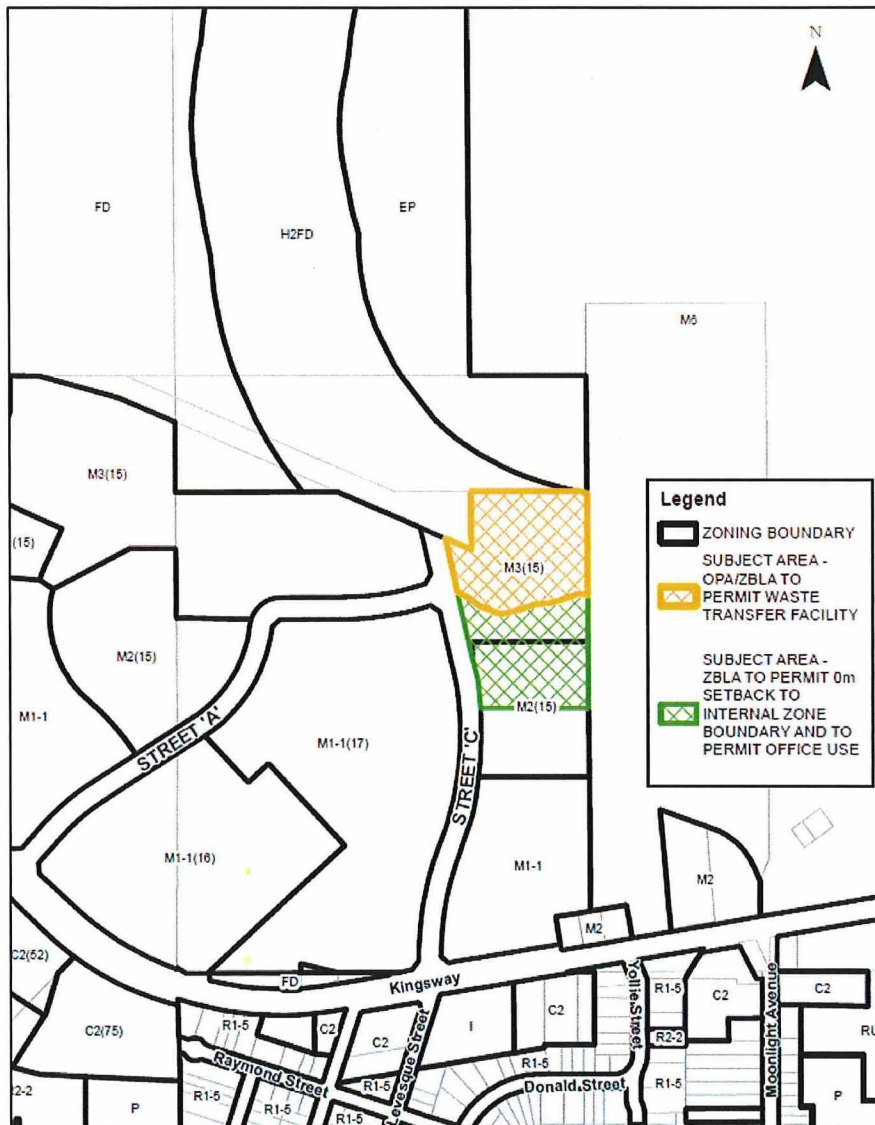 N
FD
H2FD
EP
M6
M3(15)
(15)
M3(15)
Legend
ZONING BOUNDARY
SUBJECT AREA -
OPA/ZBLA TO
PERMIT WASTE
TRANSFER FACILITY
SUBJECT AREA -
ZBLA TO PERMIT 0m
SETBACK TO
INTERNAL ZONE
BOUNDARY AND TO
PERMIT OFFICE USE
M2(15)
M1-1
M2(15)
STREET 'A'
M1-1(17)
STREET 'C'
M1-1(16)
M1-1
M2
M2
C2(52)
FD
Kingsway
C2(75)
R1-5
C2
C2
Levesque Street
I
C2
Yollie Street
R1-5
C2
Moonlight Avenue
C2
R2-2
RU
Raymond Street
R1-5
R1-5
Donald Street
R1-5
R2-2
P
R1-5
R1-5
R1-5
P